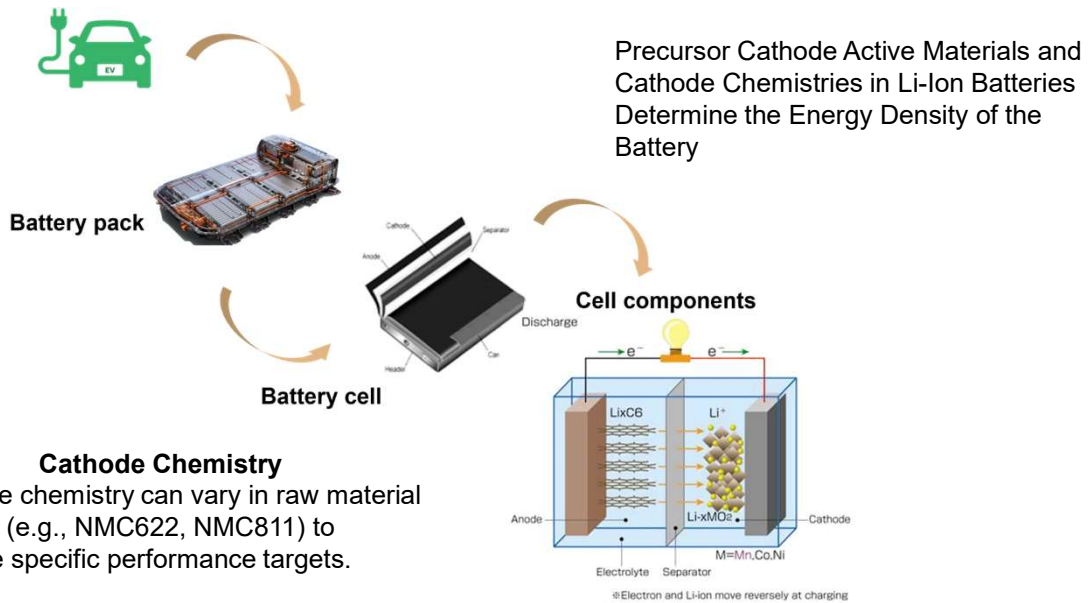 EV
Precursor Cathode Active Materials and
Cathode Chemistries in Li-Ion Batteries
Determine the Energy Density of the
Battery
Battery pack
Cathode
Separator
Anode
Cell components
Discharge
Can
Header
Battery cell
e⁻ e⁻
LixC6 Li⁺
Cathode Chemistry
e chemistry can vary in raw material
(e.g., NMC622, NMC811) to
e specific performance targets.
Li-xMO2
Anode Cathode
M=Mn,Co,Ni
Electrolyte Separator
※Electron and Li-ion move reversely at charging